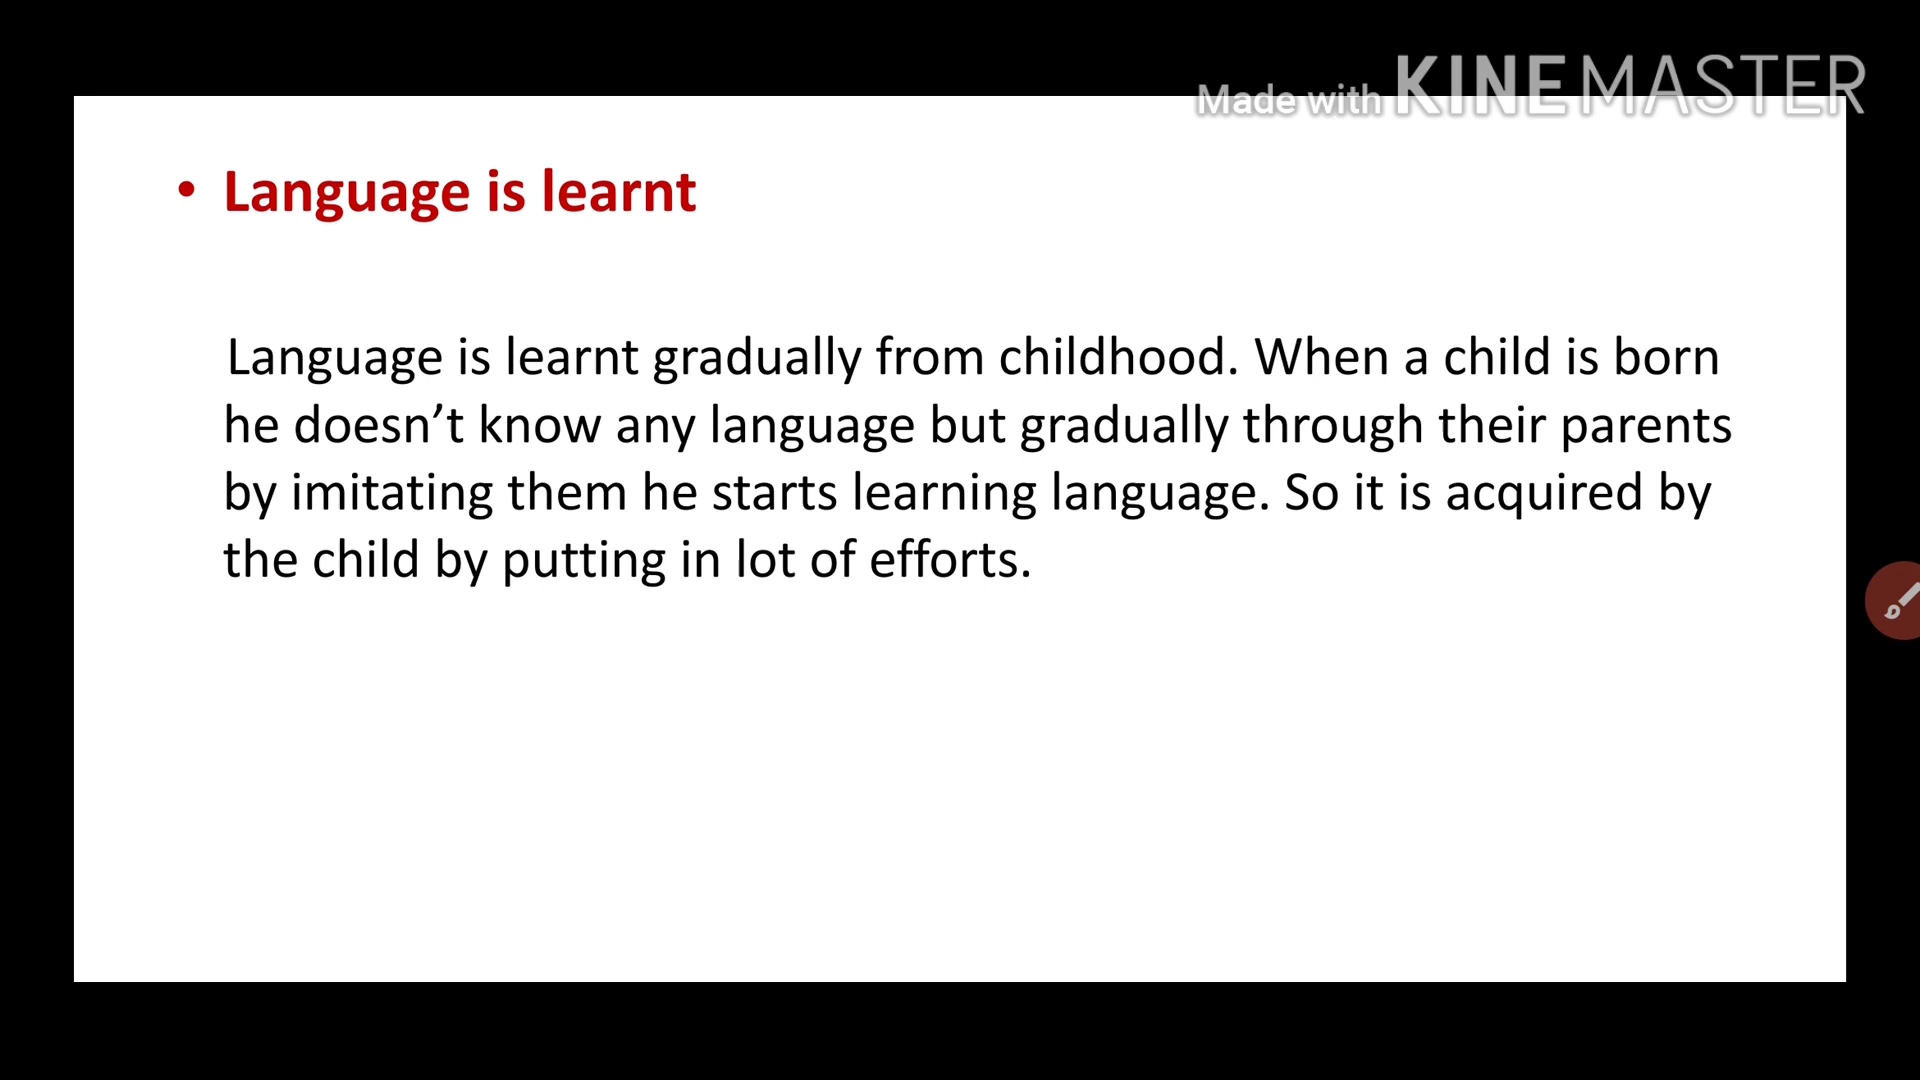 Made with KINEMASTER
• Language is learnt
Language is learnt gradually from childhood. When a child is born
he doesn’t know any language but gradually through their parents
by imitating them he starts learning language. So it is acquired by
the child by putting in lot of efforts.